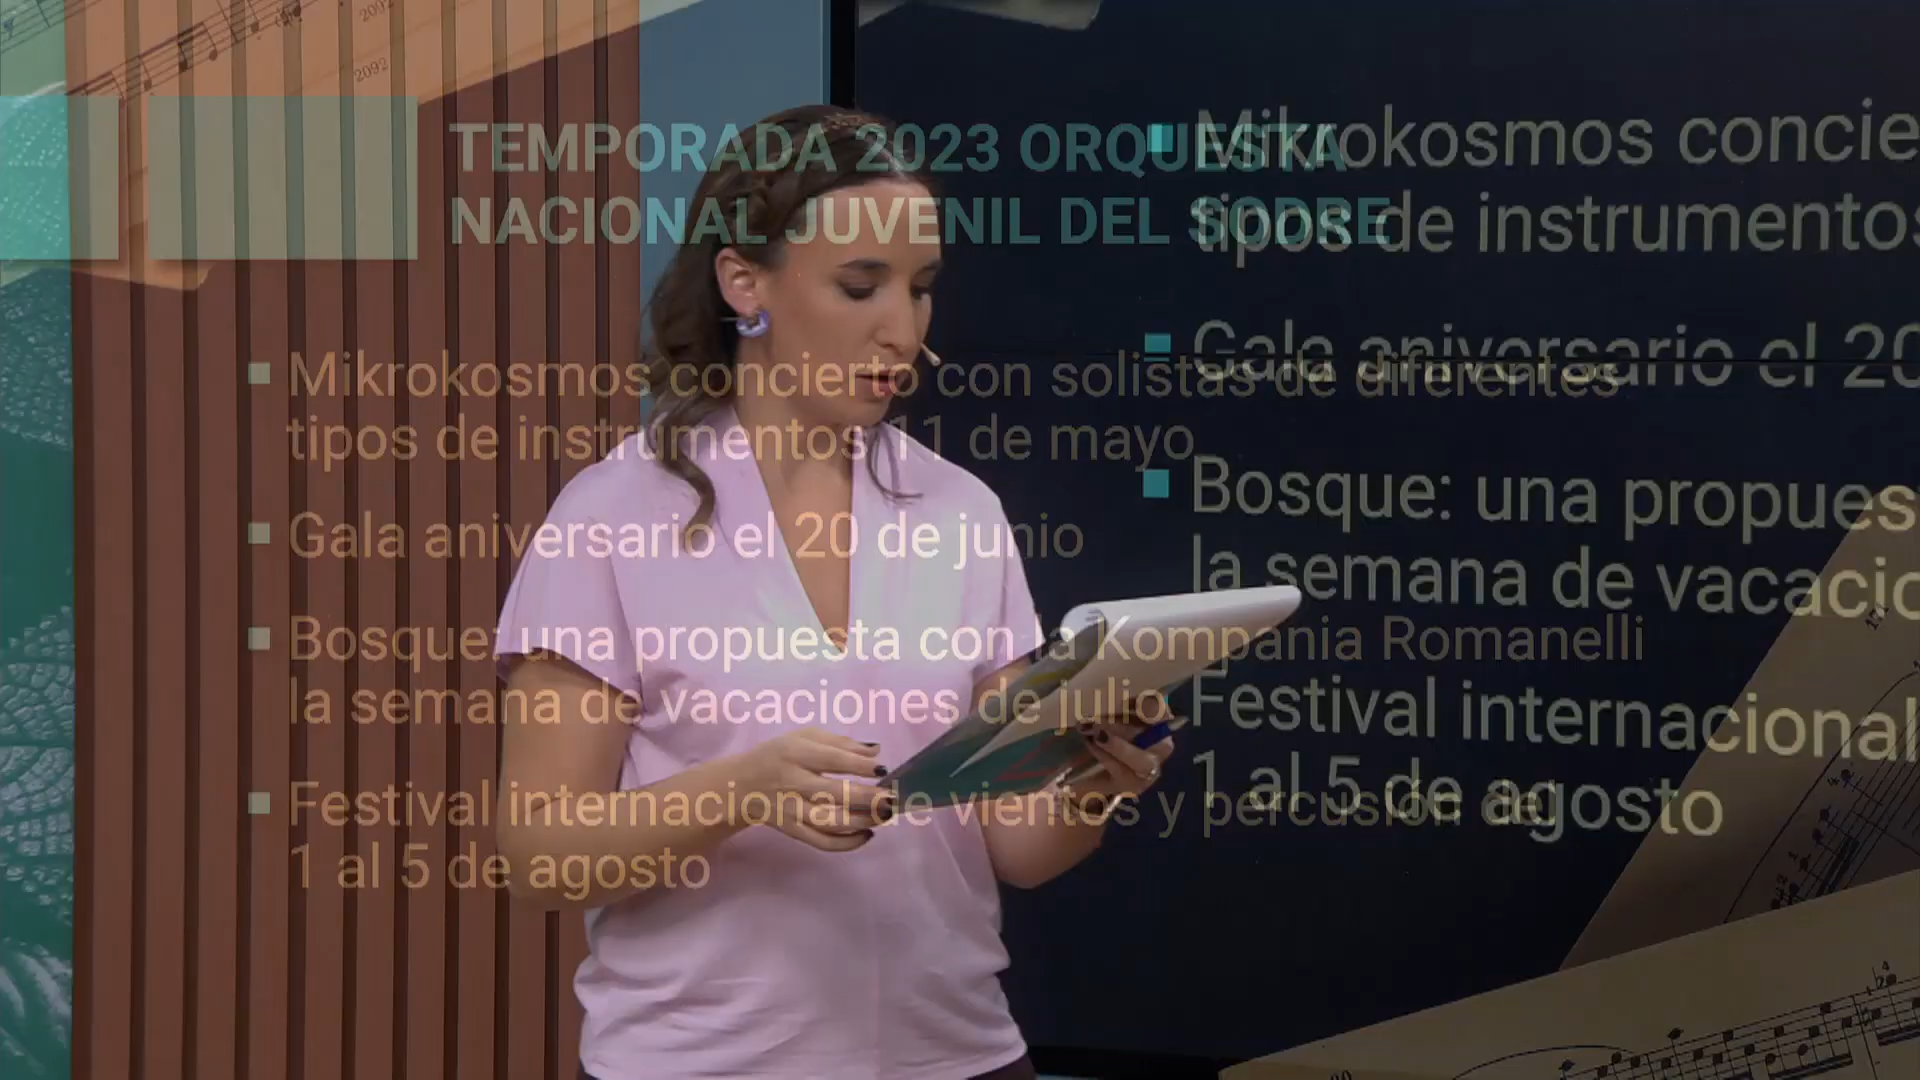 TEMPORADA 2023 ORQUESTA
NACIONAL JUVENIL DEL SODRE
Mikrokosmos concierto con solistas de diferentes
tipos de instrumentos 11 de mayo
Gala aniversario el 20 de junio
Bosque: una propuesta con la Kompania Romanelli
la semana de vacaciones de julio
Festival internacional de vientos y percusión del
1 al 5 de agosto
Mikrokosmos concie
tipos de instrumentos
Gala aniversario el 20
Bosque: una propues
la semana de vacacio
Festival internacional
1 al 5 de agosto
2092